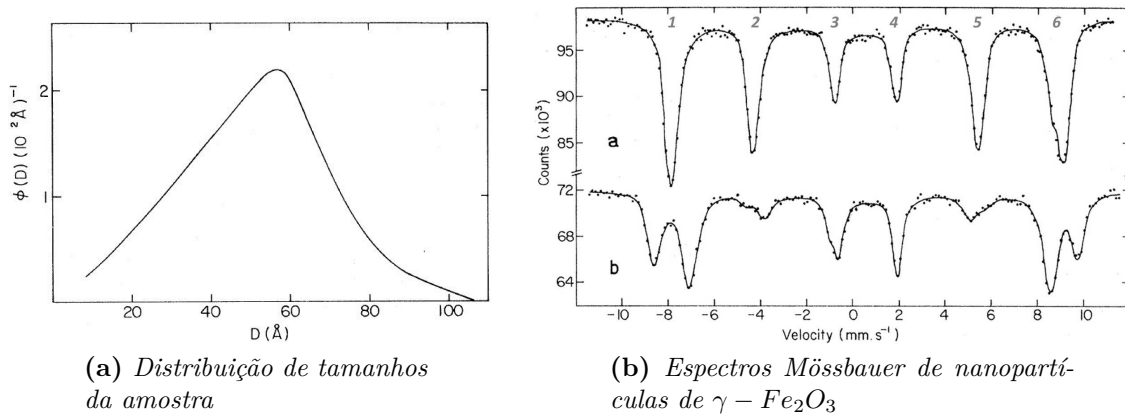 φ (D) (10⁻² Å)⁻¹
2
1
20
40
60
80
100
D (Å)
(a) Distribuição de tamanhos
da amostra
1 2 3 4 5 6
Counts (×10³)
95
90
85
a
72
68
64
b
−10 −8 −6 −4 −2 0 2 4 6 8 10
Velocity (mm.s⁻¹)
(b) Espectros Mössbauer de nanopartí-
culas de γ − Fe₂O₃